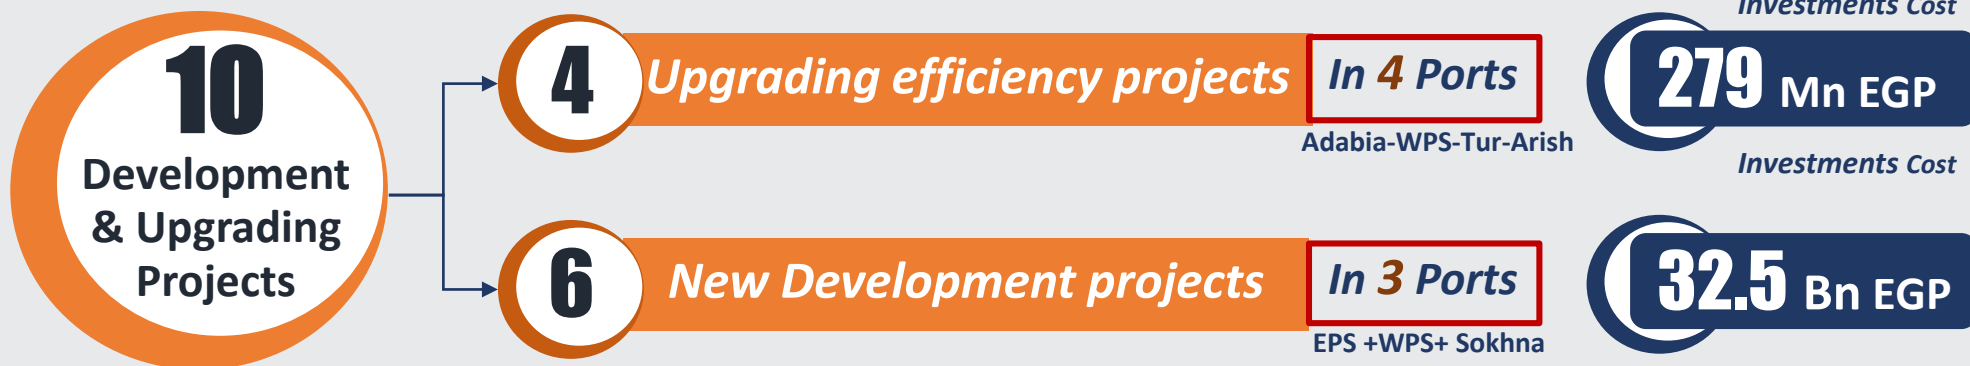 10
Development
& Upgrading
Projects
4
Upgrading efficiency projects
In 4 Ports
Adabia-WPS-Tur-Arish
Investments Cost
279 Mn EGP
6
New Development projects
In 3 Ports
EPS +WPS+ Sokhna
Investments Cost
32.5 Bn EGP